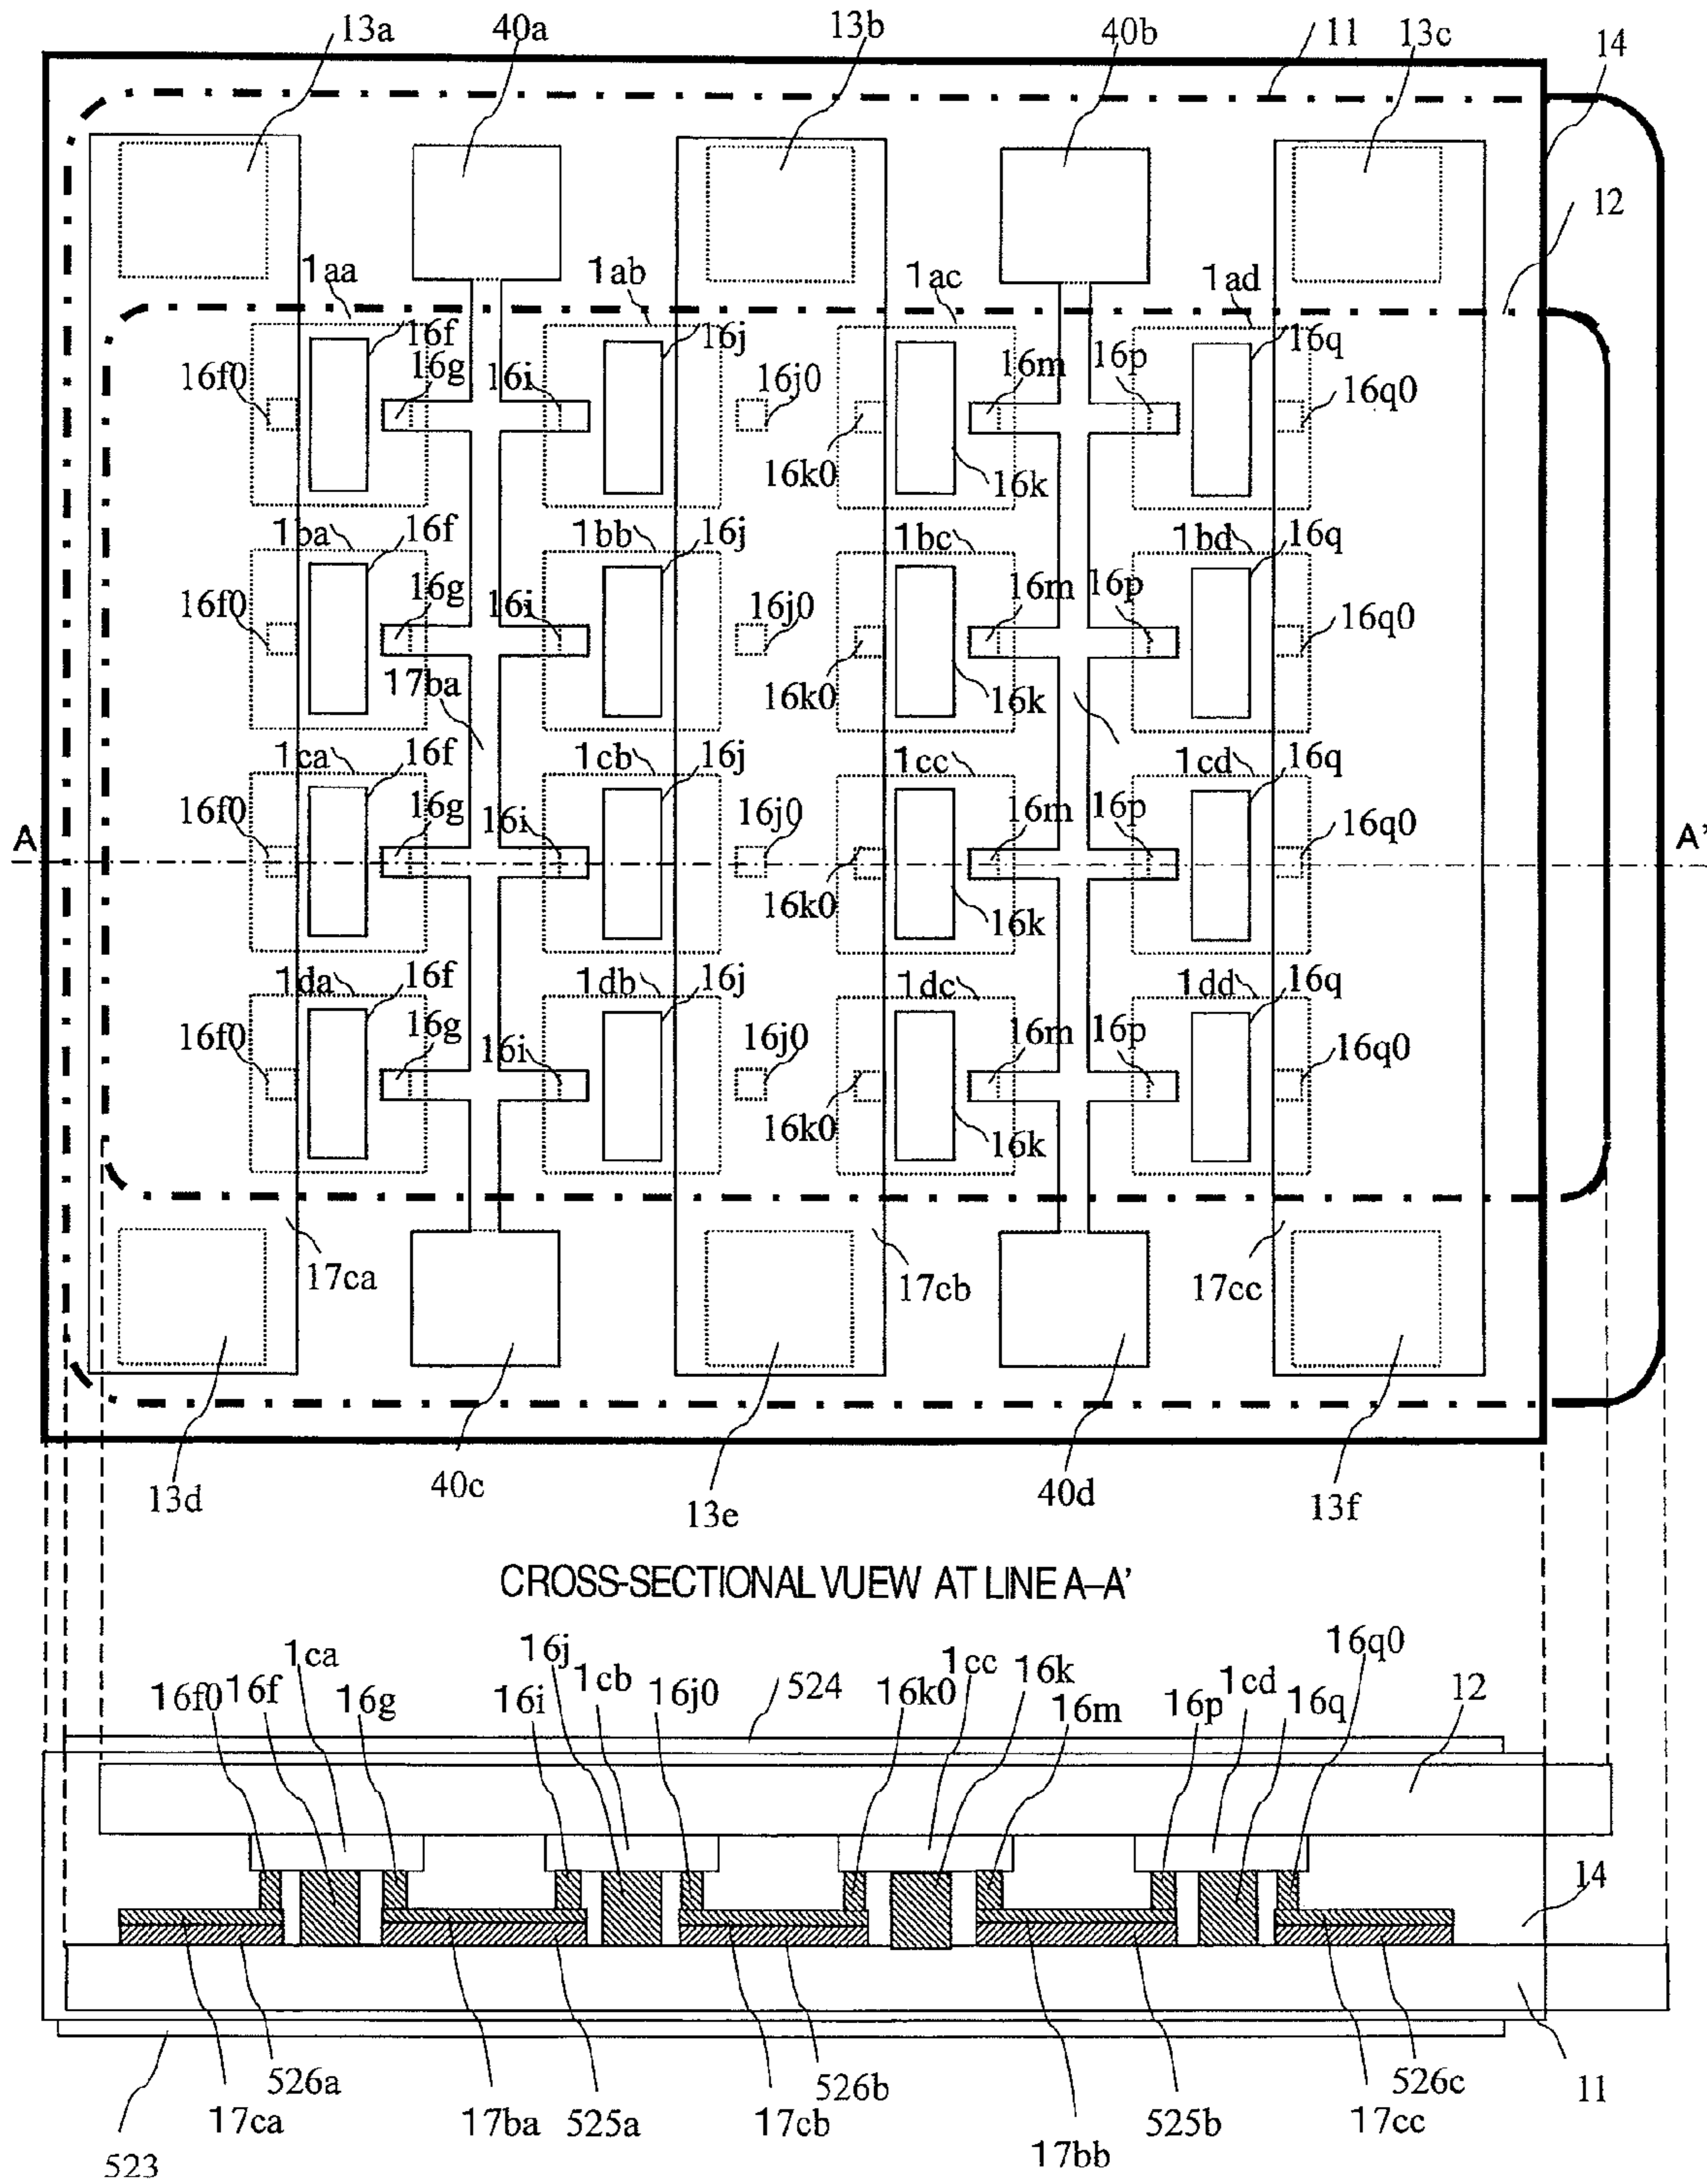 13a 40a 13b 40b 11 13c 14
12
1aa 1ab 1ac 1ad
16f 16j 16q
16f0 16g 16i 16j0 16m 16p 16q0
16k0 16k
1ba 16f 1bb 16j 1bc 1bd 16q
16f0 16g 16i 16j0 16m 16p 16q0
17ba 16k0 16k
1ca 16f 1cb 16j 1cc 1cd 16q
16f0 16g 16i 16j0 16m 16p 16q0
A A'
16k0 16k
1da 16f 1db 16j 1dc 1dd 16q
16f0 16g 16i 16j0 16m 16p 16q0
16k0 16k
17ca 17cb 17cc
13d 40c 13e 40d 13f
CROSS-SECTIONAL VUEW AT LINE A–A'
1ca 16j 1cc 16k 16q0
16f0 16f 16g 16i 1cb 16j0 524 16k0 16m 16p 1cd 16q 12
14
526a 526b 526c 11
17ca 17ba 525a 17cb 17bb 525b 17cc
523